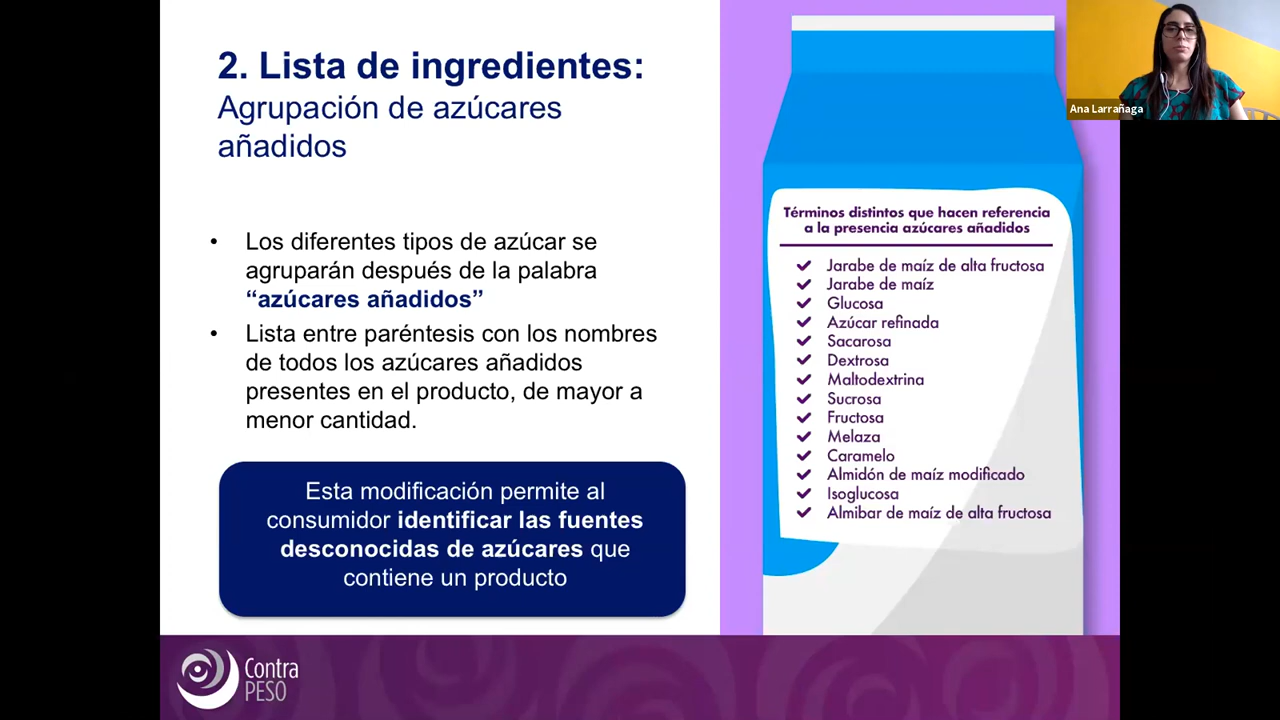 2. Lista de ingredientes:
Agrupación de azúcares
añadidos
• Los diferentes tipos de azúcar se
agruparán después de la palabra
“azúcares añadidos”
• Lista entre paréntesis con los nombres
de todos los azúcares añadidos
presentes en el producto, de mayor a
menor cantidad.
Esta modificación permite al
consumidor identificar las fuentes
desconocidas de azúcares que
contiene un producto
Términos distintos que hacen referencia
a la presencia azúcares añadidos
✔ Jarabe de maíz de alta fructosa
✔ Jarabe de maíz
✔ Glucosa
✔ Azúcar refinada
✔ Sacarosa
✔ Dextrosa
✔ Maltodextrina
✔ Sucrosa
✔ Fructosa
✔ Melaza
✔ Caramelo
✔ Almidón de maíz modificado
✔ Isoglucosa
✔ Almibar de maíz de alta fructosa
Ana Larrañaga
Contra
PESO